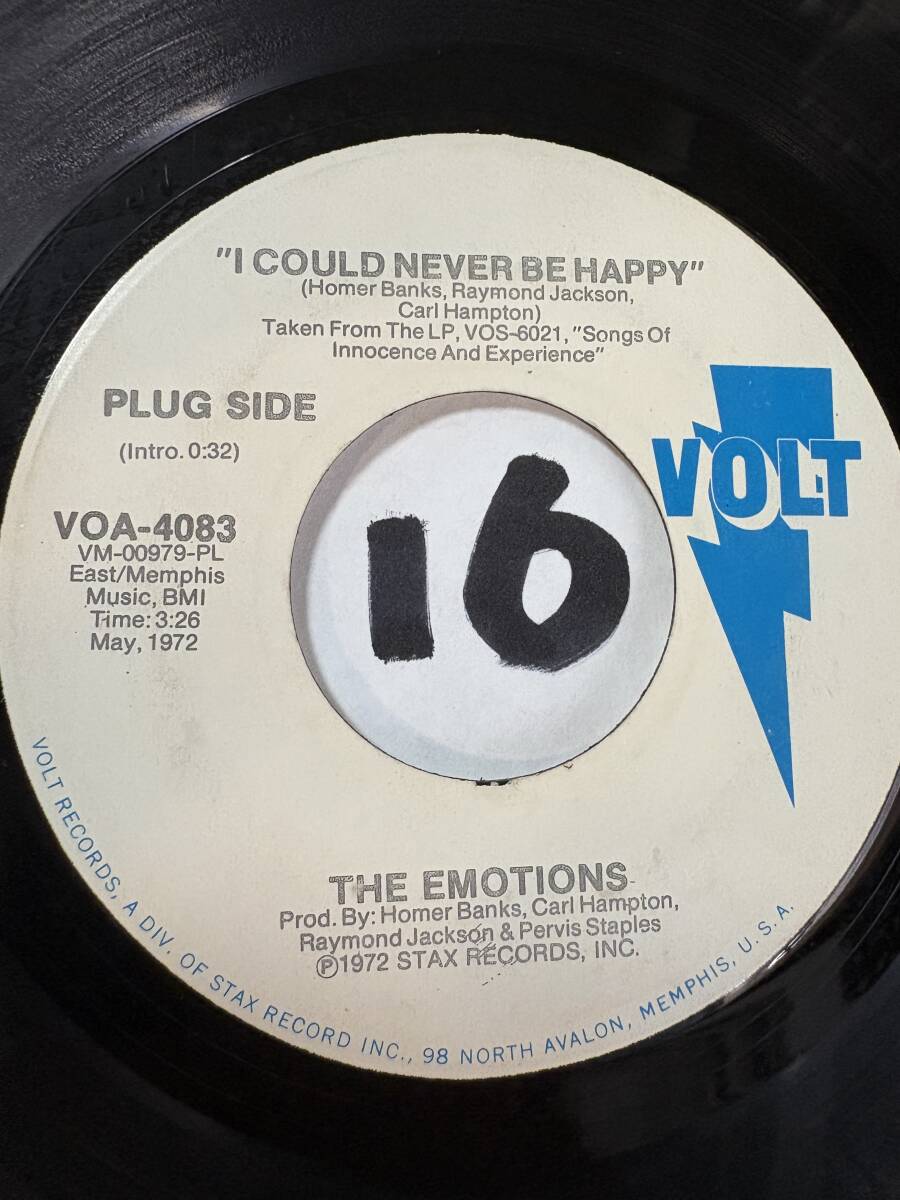 "I COULD NEVER BE HAPPY"
(Homer Banks, Raymond Jackson,
Carl Hampton)
Taken From The LP, VOS-6021, "Songs Of
Innocence And Experience"
PLUG SIDE
(Intro. 0:32)
VOLT
VOA-4083
VM-00979-PL
East/Memphis
Music, BMI
Time: 3:26
May, 1972
16
THE EMOTIONS
Prod. By: Homer Banks, Carl Hampton,
Raymond Jackson & Pervis Staples
℗1972 STAX RECORDS, INC.
VOLT RECORDS, A DIV. OF STAX RECORD INC., 98 NORTH AVALON, MEMPHIS, U.S.A.